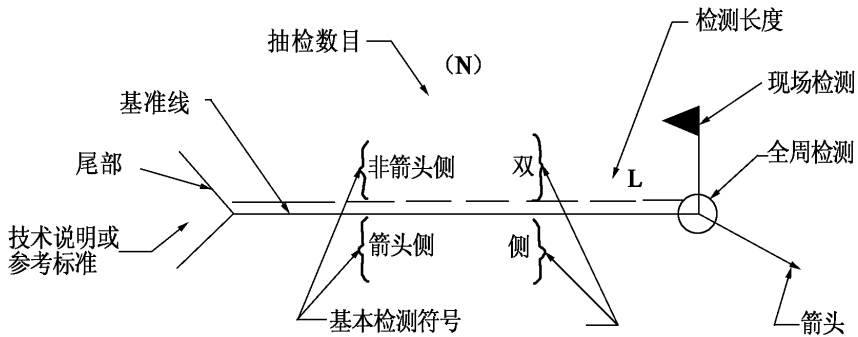 检测长度
抽检数目
(N)
现场检测
基准线
全周检测
尾部
非箭头侧
双
L
技术说明或
参考标准
箭头侧
侧
基本检测符号
箭头